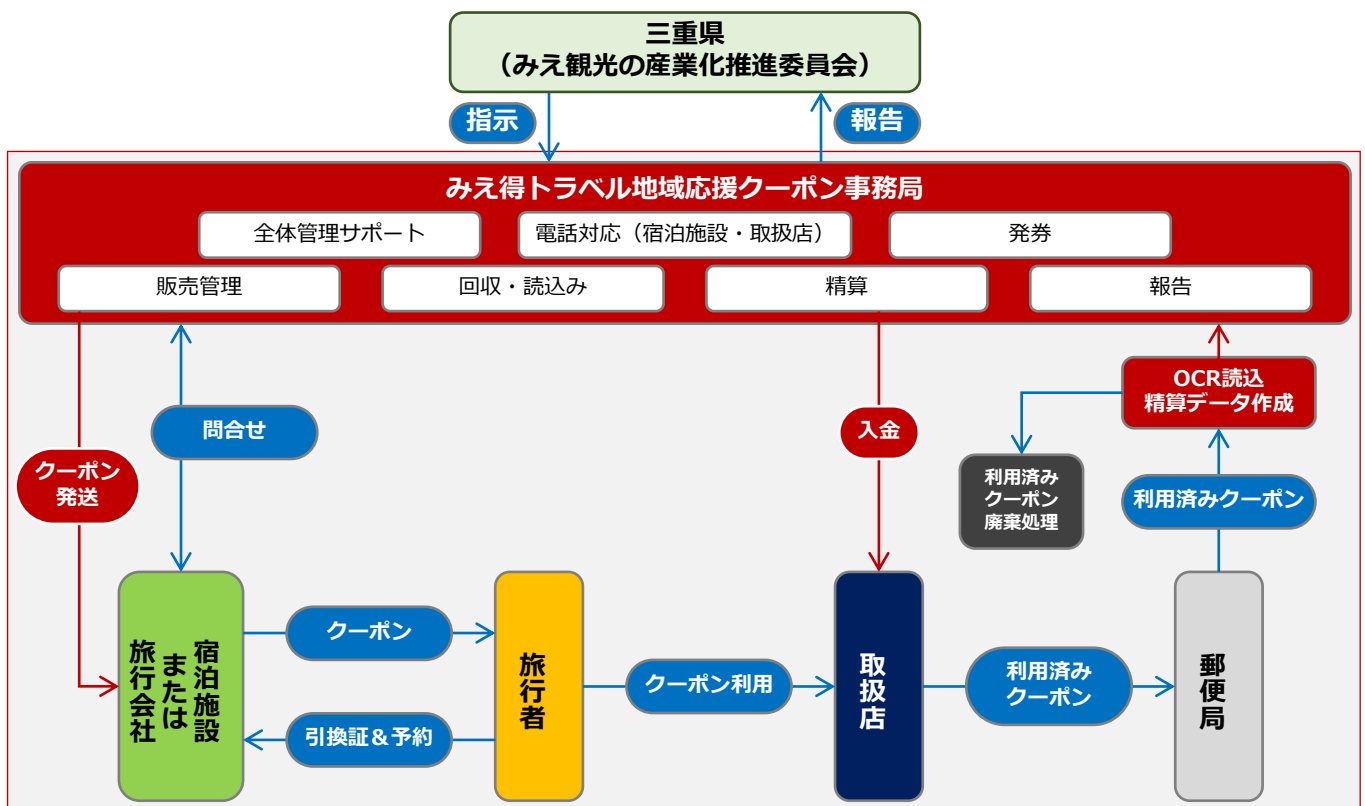 三重県
（みえ観光の産業化推進委員会）
指示
報告
みえ得トラベル地域応援クーポン事務局
全体管理サポート
電話対応（宿泊施設・取扱店）
発券
販売管理
回収・読込み
精算
報告
OCR読込
精算データ作成
問合せ
入金
クーポン
発送
利用済み
クーポン
廃棄処理
利用済みクーポン
宿泊施設
または
旅行会社
クーポン
引換証＆予約
旅行者
クーポン利用
取扱店
利用済み
クーポン
郵便局